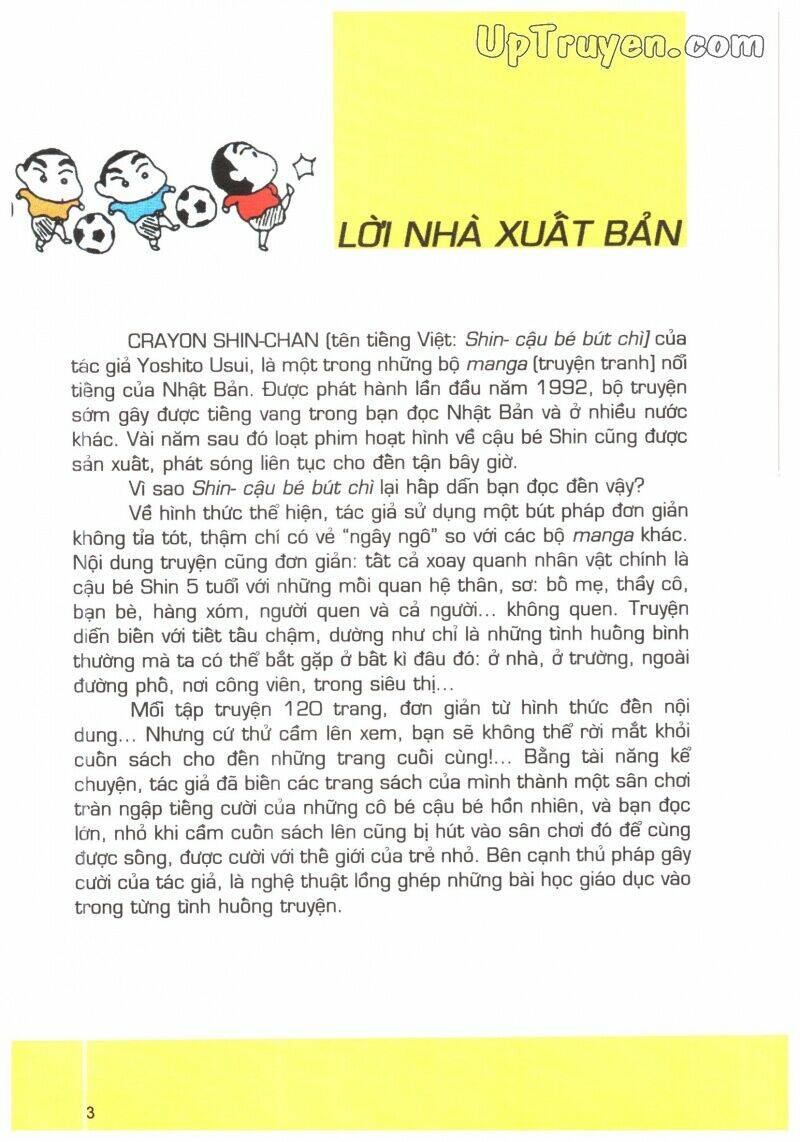 UpTruyen.com
LỜI NHÀ XUẤT BẢN
CRAYON SHIN-CHAN (tên tiếng Việt: Shin- cậu bé bút chì) của
tác giả Yoshito Usui, là một trong những bộ manga (truyện tranh) nổi
tiếng của Nhật Bản. Được phát hành lần đầu năm 1992, bộ truyện
sớm gây được tiếng vang trong bạn đọc Nhật Bản và ở nhiều nước
khác. Vài năm sau đó loạt phim hoạt hình về cậu bé Shin cũng được
sản xuất, phát sóng liên tục cho đến tận bây giờ.
Vì sao Shin- cậu bé bút chì lại hấp dẫn bạn đọc đến vậy?
Về hình thức thể hiện, tác giả sử dụng một bút pháp đơn giản
không tỉa tót, thậm chí có vẻ “ngây ngô” so với các bộ manga khác.
Nội dung truyện cũng đơn giản: tất cả xoay quanh nhân vật chính là
cậu bé Shin 5 tuổi với những mối quan hệ thân, sơ: bố mẹ, thầy cô,
bạn bè, hàng xóm, người quen và cả người... không quen. Truyện
diễn biến với tiết tấu chậm, dường như chỉ là những tình huống bình
thường mà ta có thể bắt gặp ở bất kì đâu đó: ở nhà, ở trường, ngoài
đường phố, nơi công viên, trong siêu thị...
Mỗi tập truyện 120 trang, đơn giản từ hình thức đến nội
dung... Nhưng cứ thử cầm lên xem, bạn sẽ không thể rời mắt khỏi
cuốn sách cho đến những trang cuối cùng!... Bằng tài năng kể
chuyện, tác giả đã biến các trang sách của mình thành một sân chơi
tràn ngập tiếng cười của những cô bé cậu bé hồn nhiên, và bạn đọc
lớn, nhỏ khi cầm cuốn sách lên cũng bị hút vào sân chơi đó để cùng
được sống, được cười với thế giới của trẻ nhỏ. Bên cạnh thủ pháp gây
cười của tác giả, là nghệ thuật lồng ghép những bài học giáo dục vào
trong từng tình huống truyện.
3